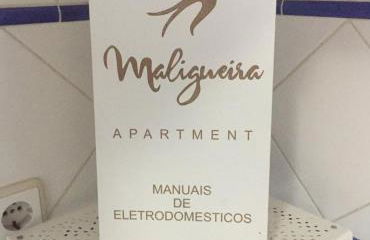 Maligueira
APARTMENT
MANUAIS
DE
ELETRODOMESTICOS